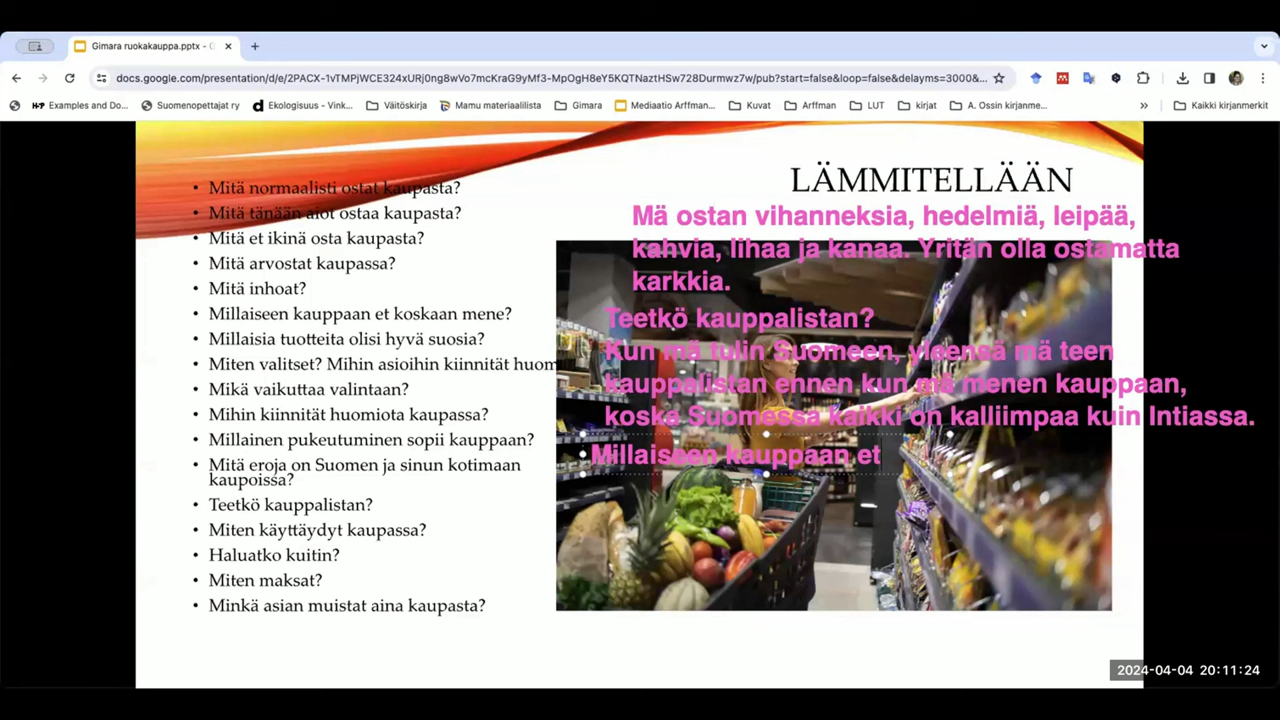 Gimara ruokakauppa.pptx - G
docs.google.com/presentation/d/e/2PACX-1vTMPjWCE324xURj0ng8wVo7mcKraG9yMf3-MpOgH8eY5KQTNaztHSw728Durmwz7w/pub?start=false&loop=false&delayms=3000&...
Examples and Do... Suomenopettajat ry Ekologisuus - Vink... Väitöskirja Mamu materiaalista Gimara Mediaatio Arffman... Kuvat Arffman LUT kirjat A. Ossin kirjanme... » Kaikki kirjanmerkit
LÄMMITELLÄÄN
• Mitä normaalisti ostat kaupasta?
• Mitä tänään aiot ostaa kaupasta?
• Mitä et ikinä osta kaupasta?
• Mitä arvostat kaupassa?
• Mitä inhoat?
• Millaiseen kauppaan et koskaan mene?
• Millaisia tuotteita olisi hyvä suosia?
• Miten valitset? Mihin asioihin kiinnität huom
• Mikä vaikuttaa valintaan?
• Mihin kiinnität huomiota kaupassa?
• Millainen pukeutuminen sopii kauppaan?
• Mitä eroja on Suomen ja sinun kotimaan
kaupoissa?
• Teetkö kauppalistan?
• Miten käyttäydyt kaupassa?
• Haluatko kuitin?
• Miten maksat?
• Minkä asian muistat aina kaupasta?
Mä ostan vihanneksia, hedelmiä, leipää,
kahvia, lihaa ja kanaa. Yritän olla ostamatta
karkkia.
Teetkö kauppalistan?
Kun mä tulin Suomeen, yleensä mä teen
kauppalistan ennen kun mä menen kauppaan,
koska Suomessa kaikki on kalliimpaa kuin Intiassa.
Millaiseen kauppaan et
2024-04-04 20:11:24